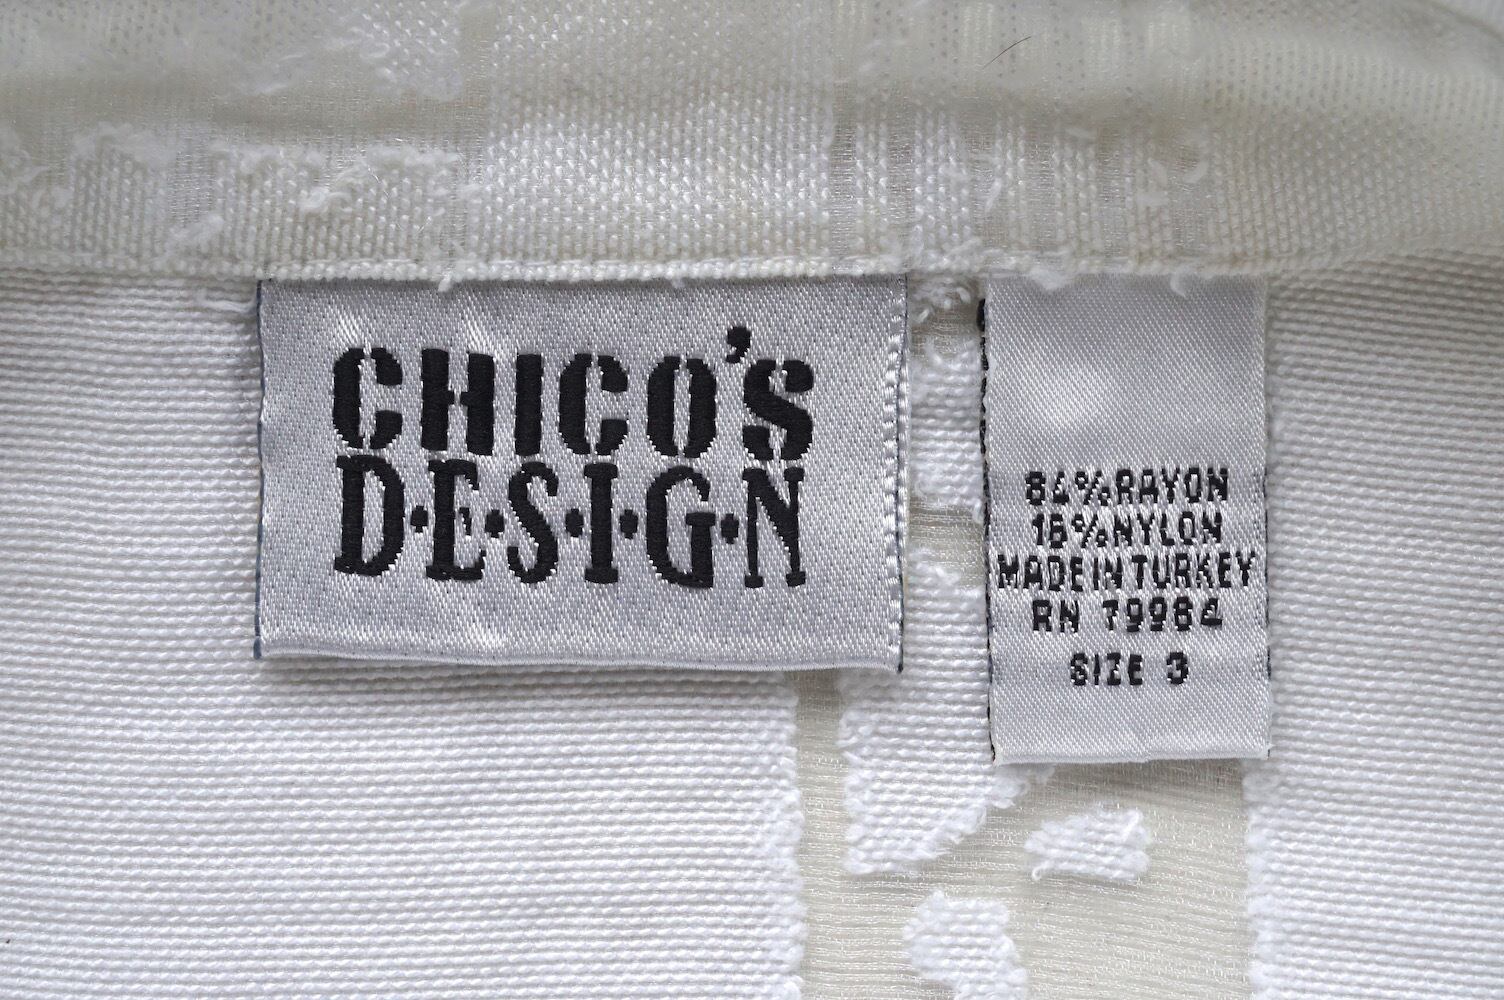 CHICO'S
D·E·S·I·G·N
84%RAYON
16%NYLON
MADE IN TURKEY
RN 79984
SIZE 3